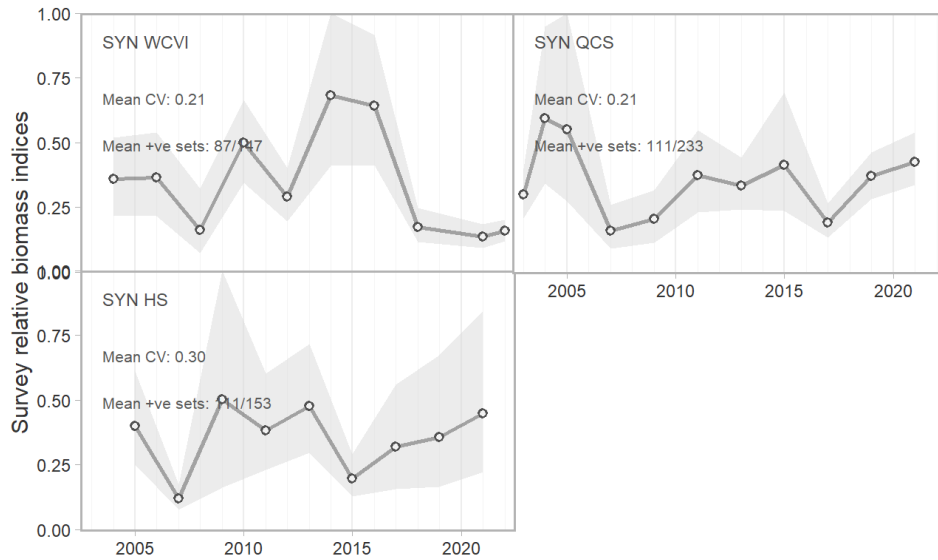 Survey relative biomass indices
1.00
0.75
0.50
0.25
0.00
SYN WCVI
Mean CV: 0.21
Mean +ve sets: 87/147
SYN QCS
Mean CV: 0.21
Mean +ve sets: 111/233
2005 2010 2015 2020
1.00
0.75
0.50
0.25
0.00
SYN HS
Mean CV: 0.30
Mean +ve sets: 111/153
2005 2010 2015 2020